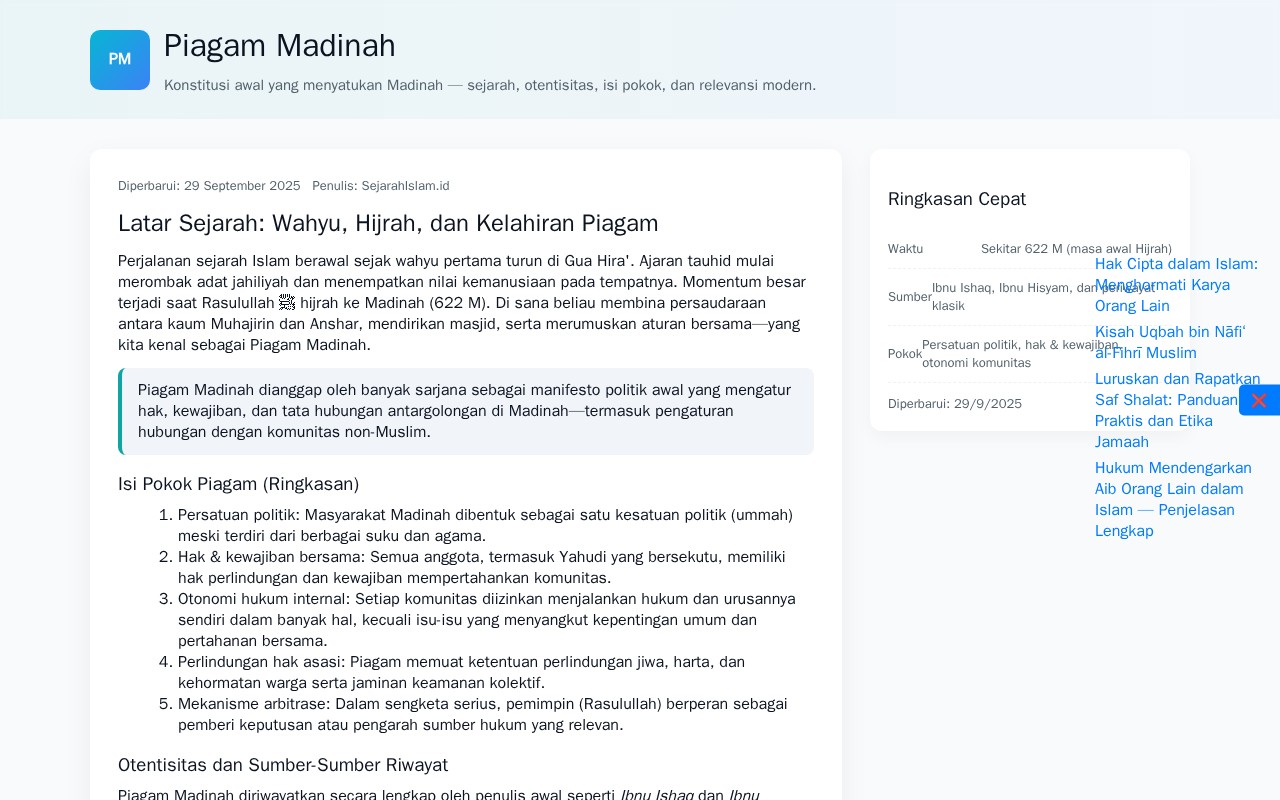 PM
Piagam Madinah
Konstitusi awal yang menyatukan Madinah — sejarah, otentisitas, isi pokok, dan relevansi modern.
Diperbarui: 29 September 2025 Penulis: SejarahIslam.id
Latar Sejarah: Wahyu, Hijrah, dan Kelahiran Piagam
Perjalanan sejarah Islam berawal sejak wahyu pertama turun di Gua Hira'. Ajaran tauhid mulai
merombak adat jahiliyah dan menempatkan nilai kemanusiaan pada tempatnya. Momentum besar
terjadi saat Rasulullah ﷺ hijrah ke Madinah (622 M). Di sana beliau membina persaudaraan
antara kaum Muhajirin dan Anshar, mendirikan masjid, serta merumuskan aturan bersama—yang
kita kenal sebagai Piagam Madinah.
Piagam Madinah dianggap oleh banyak sarjana sebagai manifesto politik awal yang mengatur
hak, kewajiban, dan tata hubungan antargolongan di Madinah—termasuk pengaturan
hubungan dengan komunitas non-Muslim.
Isi Pokok Piagam (Ringkasan)
1. Persatuan politik: Masyarakat Madinah dibentuk sebagai satu kesatuan politik (ummah)
meski terdiri dari berbagai suku dan agama.
2. Hak & kewajiban bersama: Semua anggota, termasuk Yahudi yang bersekutu, memiliki
hak perlindungan dan kewajiban mempertahankan komunitas.
3. Otonomi hukum internal: Setiap komunitas diizinkan menjalankan hukum dan urusannya
sendiri dalam banyak hal, kecuali isu-isu yang menyangkut kepentingan umum dan
pertahanan bersama.
4. Perlindungan hak asasi: Piagam memuat ketentuan perlindungan jiwa, harta, dan
kehormatan warga serta jaminan keamanan kolektif.
5. Mekanisme arbitrase: Dalam sengketa serius, pemimpin (Rasulullah) berperan sebagai
pemberi keputusan atau pengarah sumber hukum yang relevan.
Otentisitas dan Sumber-Sumber Riwayat
Piagam Madinah diriwayatkan secara lengkap oleh penulis awal seperti Ibnu Ishaq dan Ibnu
Ringkasan Cepat
Waktu Sekitar 622 M (masa awal Hijrah)
Sumber Ibnu Ishaq, Ibnu Hisyam, dan periwayat
klasik
Pokok Persatuan politik, hak & kewajiban,
otonomi komunitas
Diperbarui: 29/9/2025
Hak Cipta dalam Islam:
Menghormati Karya
Orang Lain
Kisah Uqbah bin Nāfi‘
al-Fihrī Muslim
Luruskan dan Rapatkan
Saf Shalat: Panduan
Praktis dan Etika
Jamaah
Hukum Mendengarkan
Aib Orang Lain dalam
Islam — Penjelasan
Lengkap